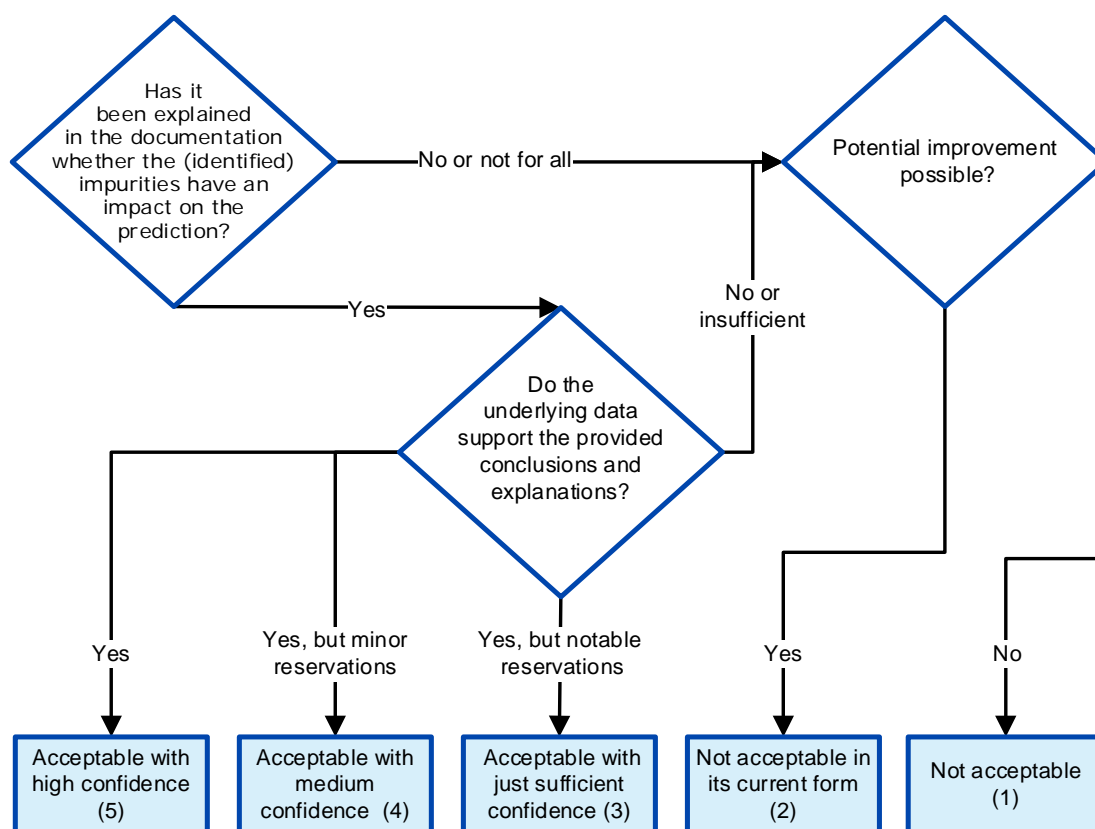 Has it
been explained
in the documentation
whether the (identified)
impurities have an
impact on the
prediction?
No or not for all
Potential improvement
possible?
Yes
No or
insufficient
Do the
underlying data
support the provided
conclusions and
explanations?
Yes
Yes, but minor
reservations
Yes, but notable
reservations
Yes
No
Acceptable with
high confidence
(5)
Acceptable with
medium
confidence (4)
Acceptable with
just sufficient
confidence (3)
Not acceptable in
its current form
(2)
Not acceptable
(1)